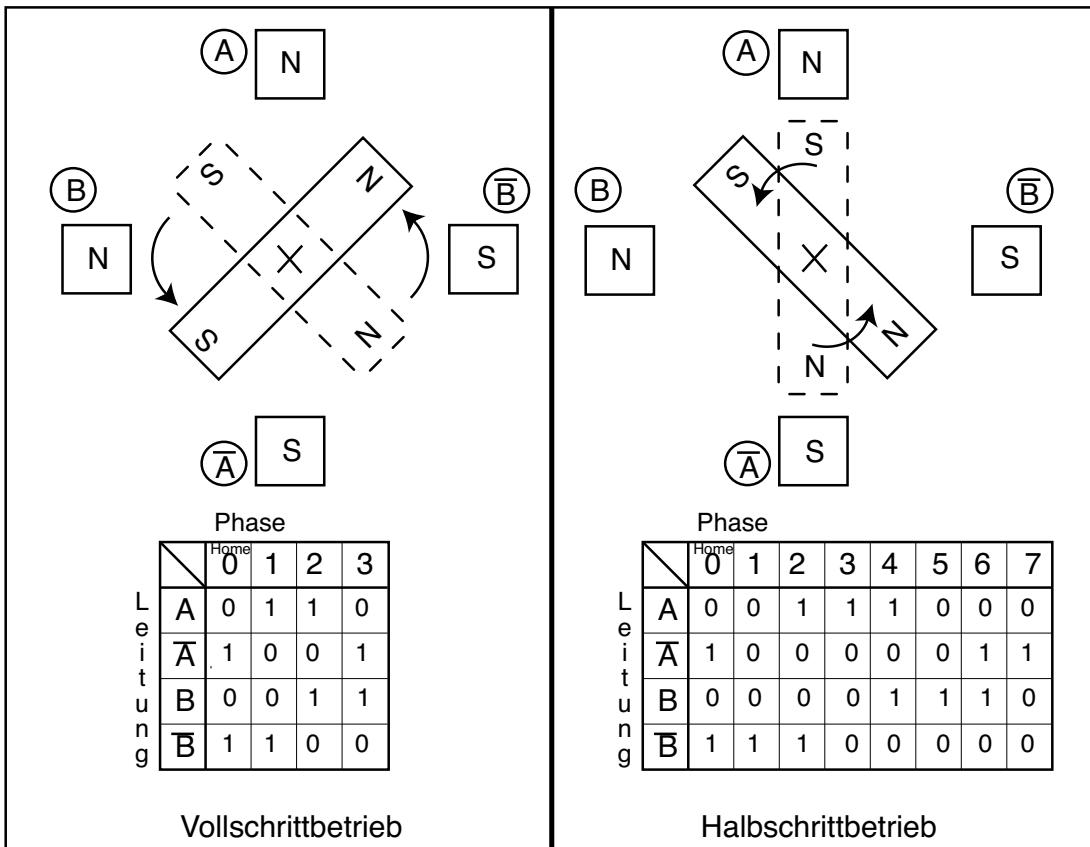 A N
S N
B N
B̅ S
S N
A̅ S
Phase
Home
0 1 2 3
Leitung
A 0 1 1 0
A̅ 1 0 0 1
B 0 0 1 1
B̅ 1 1 0 0
Vollschrittbetrieb
A N
S S
B N
B̅ S
N N
A̅ S
Phase
Home
0 1 2 3 4 5 6 7
Leitung
A 0 0 1 1 1 0 0 0
A̅ 1 0 0 0 0 0 1 1
B 0 0 0 0 1 1 1 0
B̅ 1 1 1 0 0 0 0 0
Halbschrittbetrieb